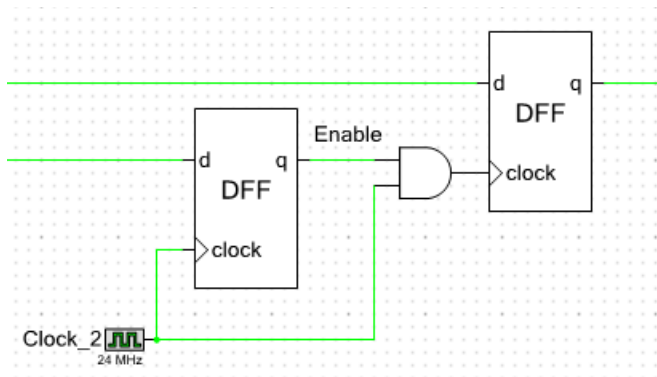 d q
DFF
clock
Enable
d q
DFF
clock
Clock_2
24 MHz